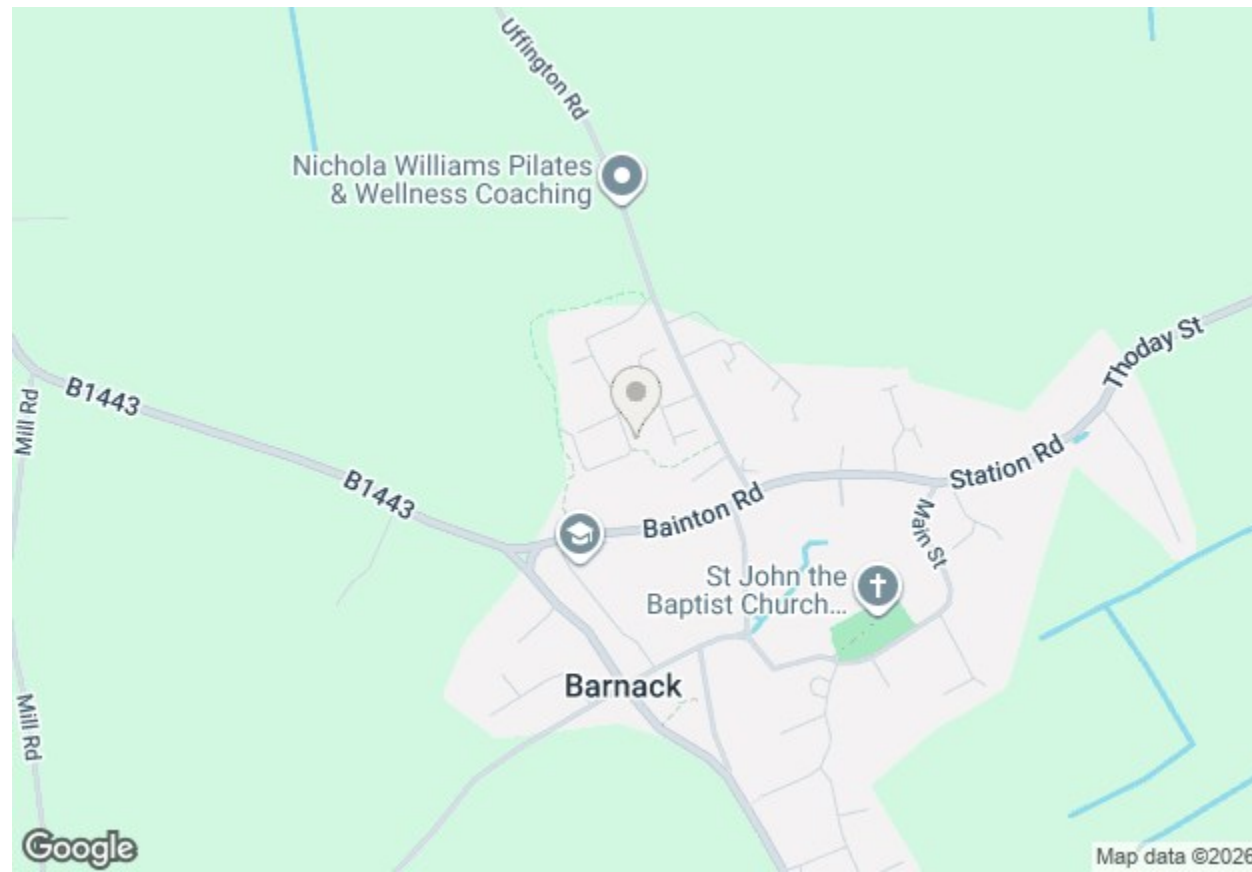 Uffington Rd
Nichola Williams Pilates
& Wellness Coaching
Thoday St
B1443
Mill Rd
B1443
Station Rd
Bainton Rd
Main St
St John the
Baptist Church...
Barnack
Mill Rd
Google
Map data ©2026